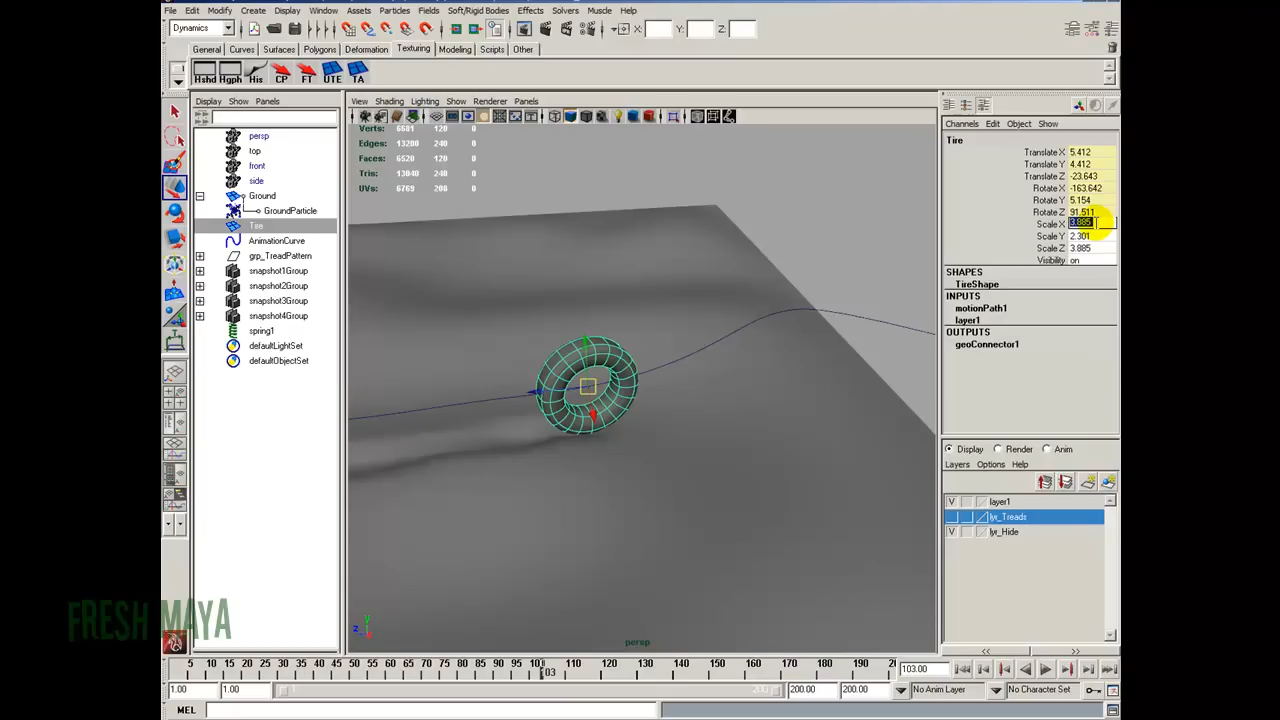 File Edit Modify Create Display Window Assets Particles Fields Soft/Rigid Bodies Effects Solvers Muscle Help
Dynamics X: Y: Z:
General Curves Surfaces Polygons Deformation Texturing Modeling Scripts Other
Hshd Hgph His CP FT UTE TA
Display Show Panels
View Shading Lighting Show Renderer Panels
Channels Edit Object Show
persp
top
front
side
Ground
GroundParticle
Tire
AnimationCurve
grp_TreadPattern
snapshot1Group
snapshot2Group
snapshot3Group
snapshot4Group
spring1
defaultLightSet
defaultObjectSet
Verts: 6681 120 0
Edges: 13200 240 0
Faces: 6520 120 0
Tris: 13040 240 0
UVs: 6769 208 0
y
z
x
persp
Tire
Translate X 5.412
Translate Y 4.412
Translate Z -23.643
Rotate X -163.642
Rotate Y 5.154
Rotate Z 91.511
Scale X 3.885
Scale Y 2.301
Scale Z 3.885
Visibility on
SHAPES
TireShape
INPUTS
motionPath1
layer1
OUTPUTS
geoConnector1
Display Render Anim
Layers Options Help
V layer1
lyr_Treads
V lyr_Hide
FRESH MAYA
5 10 15 20 25 30 35 40 45 50 55 60 65 70 75 80 85 90 95 103 110 120 130 140 150 160 170 180 190 103.00
1.00 1.00 200 200.00 200.00 No Anim Layer No Character Set
MEL